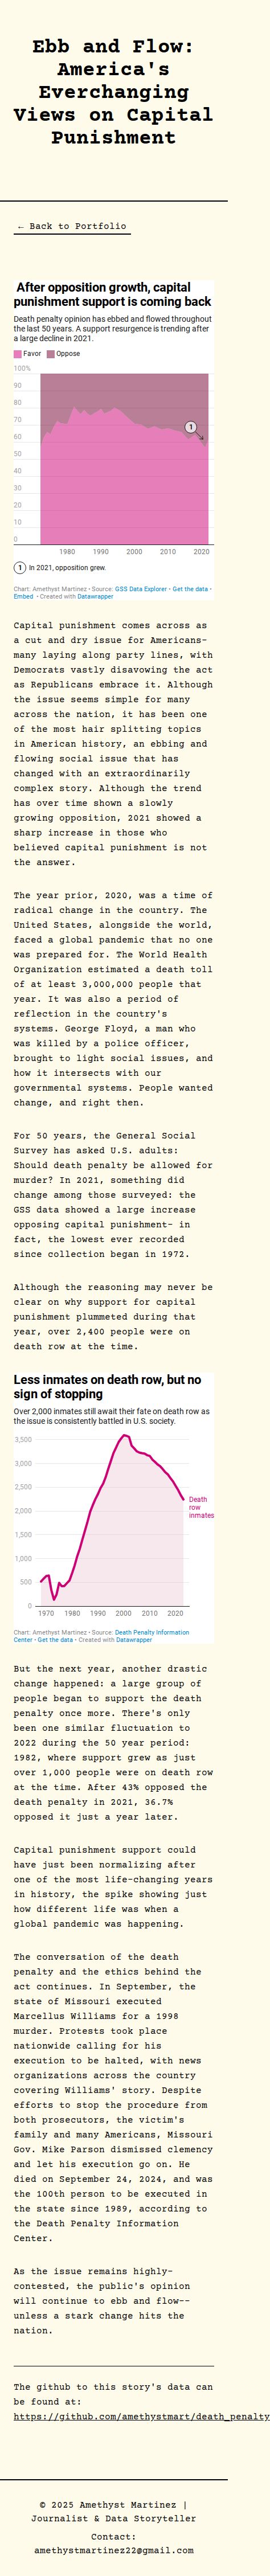 Ebb and Flow:
America's
Everchanging
Views on Capital
Punishment
← Back to Portfolio
After opposition growth, capital
punishment support is coming back
Death penalty opinion has ebbed and flowed throughout
the last 50 years. A support resurgence is trending after
a large decline in 2021.
Favor Oppose
100%
90
80
70
60
50
40
30
20
10
0
1
1980 1990 2000 2010 2020
1 In 2021, opposition grew.
Chart: Amethyst Martinez • Source: GSS Data Explorer • Get the data •
Embed • Created with Datawrapper
Capital punishment comes across as
a cut and dry issue for Americans-
many laying along party lines, with
Democrats vastly disavowing the act
as Republicans embrace it. Although
the issue seems simple for many
across the nation, it has been one
of the most hair splitting topics
in American history, an ebbing and
flowing social issue that has
changed with an extraordinarily
complex story. Although the trend
has over time shown a slowly
growing opposition, 2021 showed a
sharp increase in those who
believed capital punishment is not
the answer.
The year prior, 2020, was a time of
radical change in the country. The
United States, alongside the world,
faced a global pandemic that no one
was prepared for. The World Health
Organization estimated a death toll
of at least 3,000,000 people that
year. It was also a period of
reflection in the country's
systems. George Floyd, a man who
was killed by a police officer,
brought to light social issues, and
how it intersects with our
governmental systems. People wanted
change, and right then.
For 50 years, the General Social
Survey has asked U.S. adults:
Should death penalty be allowed for
murder? In 2021, something did
change among those surveyed: the
GSS data showed a large increase
opposing capital punishment- in
fact, the lowest ever recorded
since collection began in 1972.
Although the reasoning may never be
clear on why support for capital
punishment plummeted during that
year, over 2,400 people were on
death row at the time.
Less inmates on death row, but no
sign of stopping
Over 2,000 inmates still await their fate on death row as
the issue is consistently battled in U.S. society.
3,500
3,000
2,500
2,000
1,500
1,000
500
0
Death
row
inmates
1970 1980 1990 2000 2010 2020
Chart: Amethyst Martinez • Source: Death Penalty Information
Center • Get the data • Created with Datawrapper
But the next year, another drastic
change happened: a large group of
people began to support the death
penalty once more. There's only
been one similar fluctuation to
2022 during the 50 year period:
1982, where support grew as just
over 1,000 people were on death row
at the time. After 43% opposed the
death penalty in 2021, 36.7%
opposed it just a year later.
Capital punishment support could
have just been normalizing after
one of the most life-changing years
in history, the spike showing just
how different life was when a
global pandemic was happening.
The conversation of the death
penalty and the ethics behind the
act continues. In September, the
state of Missouri executed
Marcellus Williams for a 1998
murder. Protests took place
nationwide calling for his
execution to be halted, with news
organizations across the country
covering Williams' story. Despite
efforts to stop the procedure from
both prosecutors, the victim's
family and many Americans, Missouri
Gov. Mike Parson dismissed clemency
and let his execution go on. He
died on September 24, 2024, and was
the 100th person to be executed in
the state since 1989, according to
the Death Penalty Information
Center.
As the issue remains highly-
contested, the public's opinion
will continue to ebb and flow--
unless a stark change hits the
nation.
The github to this story's data can
be found at:
https://github.com/amethystmart/death_penalty
© 2025 Amethyst Martinez |
Journalist & Data Storyteller
Contact:
amethystmartinez22@gmail.com